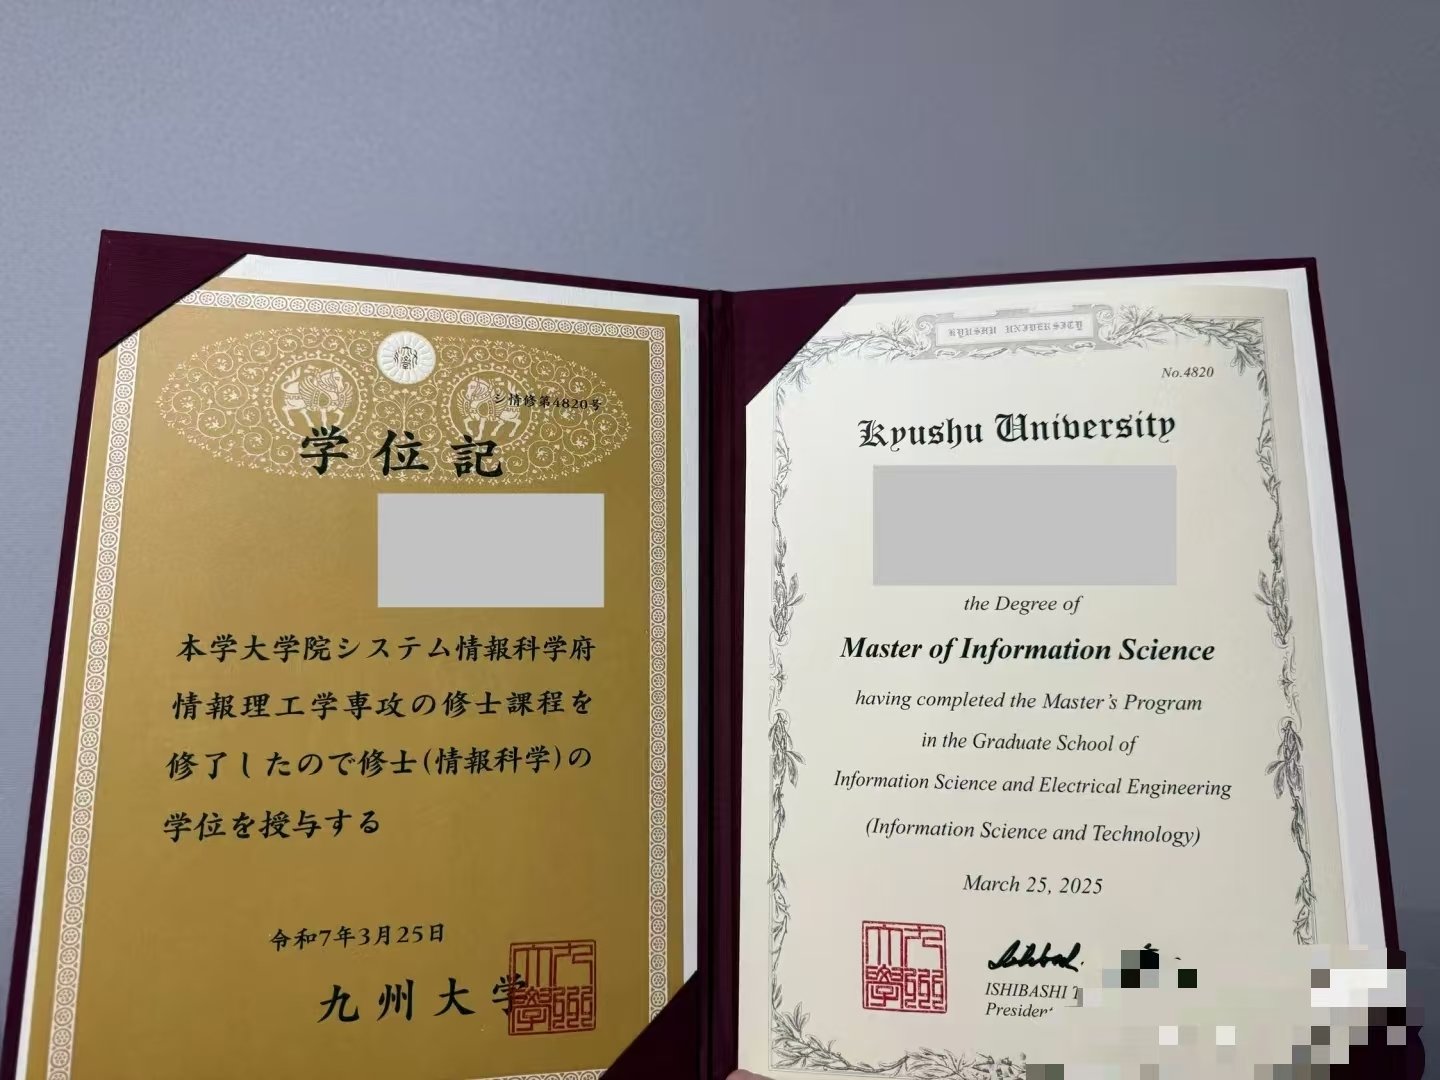 シ情修第4820号
学位記
本学大学院システム情報科学府
情報理工学専攻の修士課程を
修了したので修士(情報科学)の
学位を授与する
令和7年3月25日
九州大学
KYUSHU UNIVERSITY
No.4820
Kyushu University
the Degree of
Master of Information Science
having completed the Master's Program
in the Graduate School of
Information Science and Electrical Engineering
(Information Science and Technology)
March 25, 2025
ISHIBASHI
President